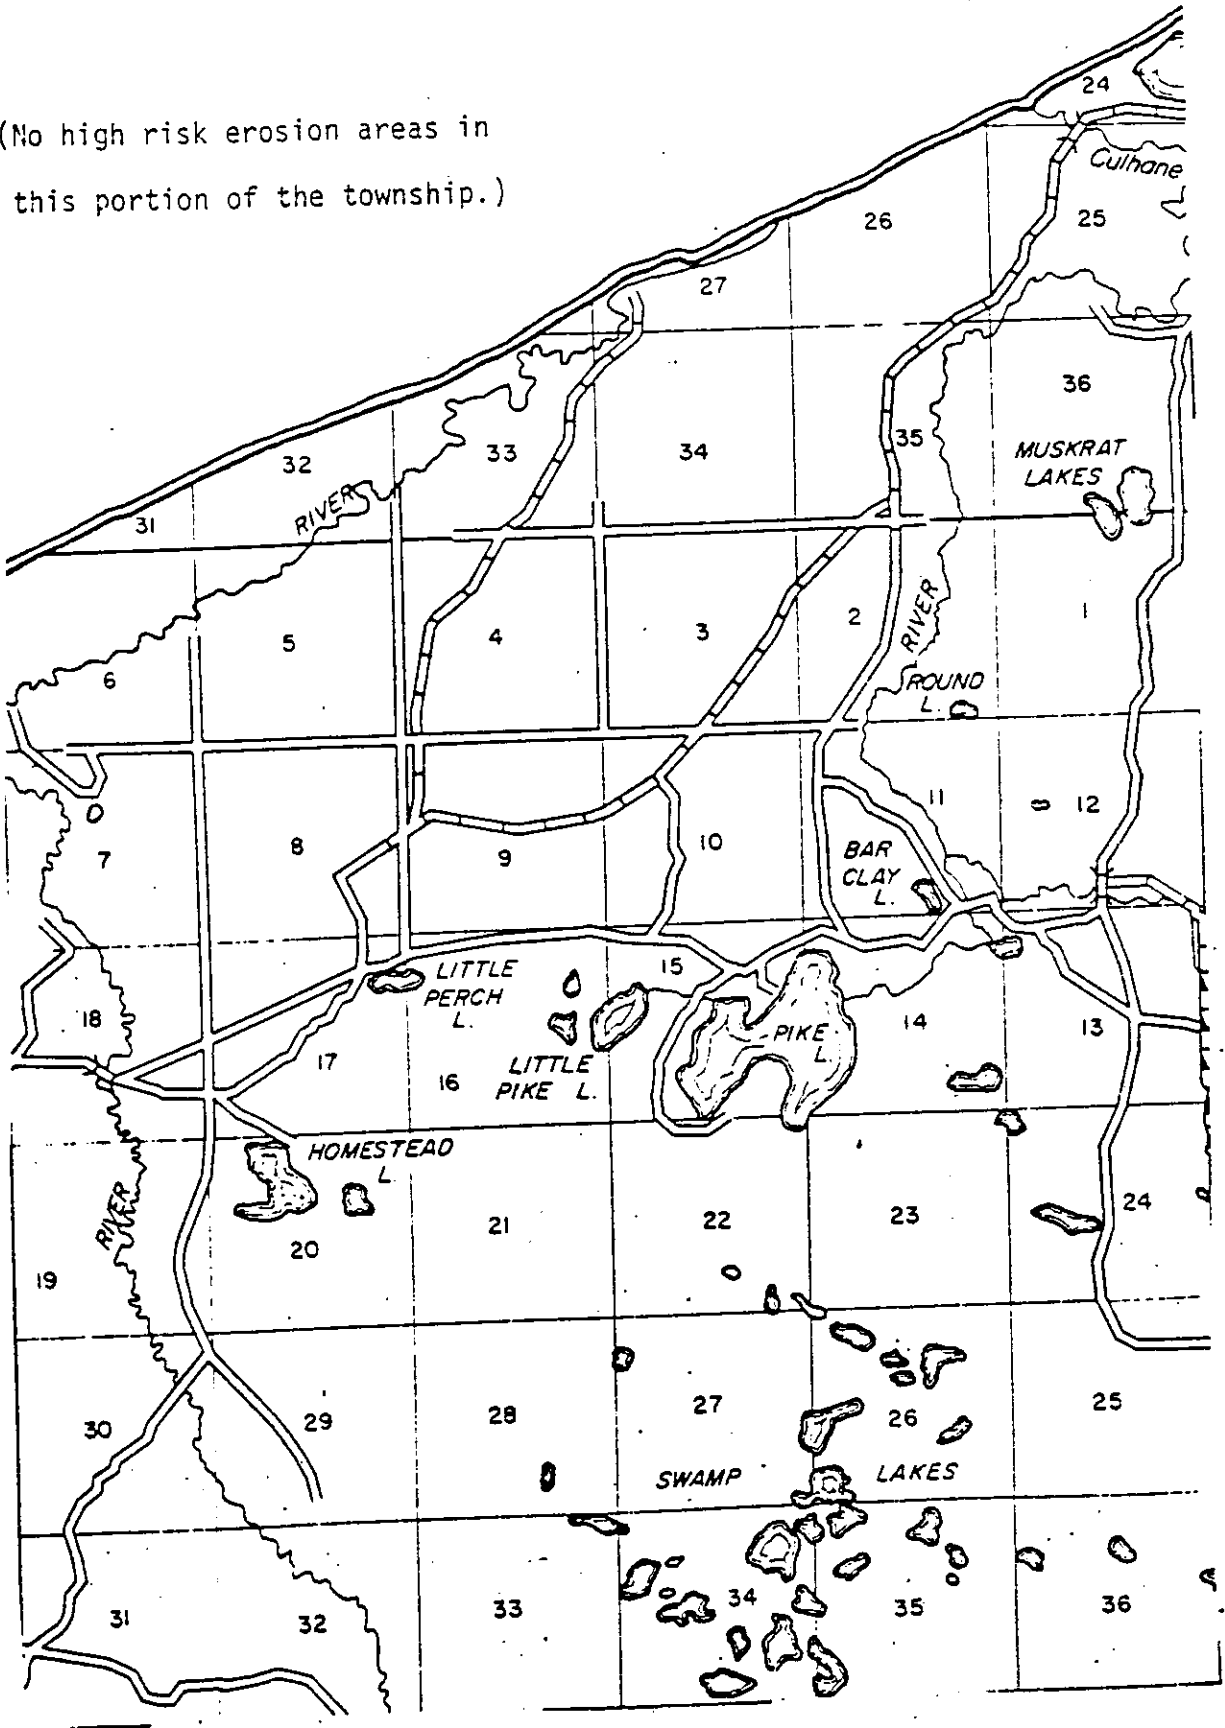 (No high risk erosion areas in
this portion of the township.)
24
Culhane
25
26
27
36
35
34
33
32
31
MUSKRAT
LAKES
RIVER
RIVER
1
2
3
4
5
6
ROUND
L.
7
8
9
10
11
12
BAR
CLAY
L.
LITTLE
PERCH
L.
15
14
13
18
17
16
LITTLE
PIKE L.
PIKE
L.
HOMESTEAD
L.
RIVER
19
20
21
22
23
24
30
29
28
27
26
25
SWAMP LAKES
31
32
33
34
35
36